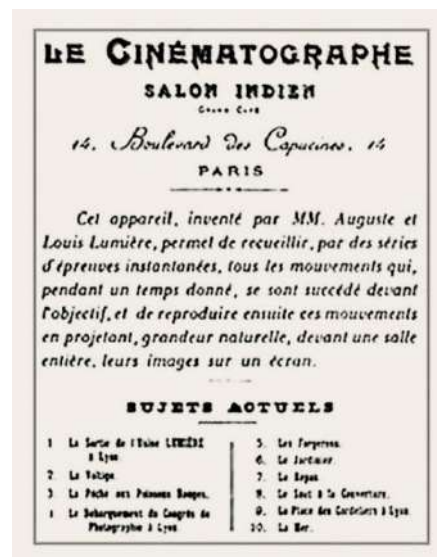 LE CINÉMATOGRAPHE
SALON INDIEN
GRAND CAFÉ
14, Boulevard des Capucines, 14
PARIS
Cet appareil, inventé par MM. Auguste et
Louis Lumière, permet de recueillir, par des séries
d'épreuves instantanées, tous les mouvements qui,
pendant un temps donné, se sont succédé devant
l'objectif, et de reproduire ensuite ces mouvements
en projetant, grandeur naturelle, devant une salle
entière, leurs images sur un écran.
SUJETS ACTUELS
1 La Sortie de l'Usine LUMIÈRE
à Lyon.
2. La Voltige.
3. La Pêche aux Poissons Rouges.
4 Le Débarquement du Congrès de
Photographie à Lyon
5. Les Forgerons.
6. Le Jardinier.
7. Le Repas
8. Le Saut à la Couverture.
9. La Place des Cordeliers à Lyon.
10. La Mer.